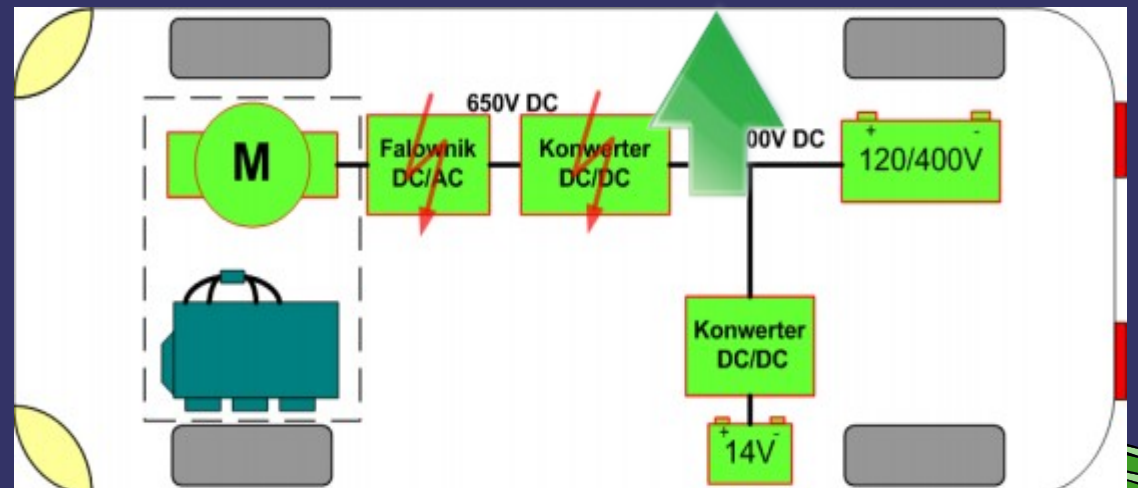 650V DC
M
Falownik
DC/AC
Konwerter
DC/DC
00V DC
+ -
120/400V
Konwerter
DC/DC
+ -
14V